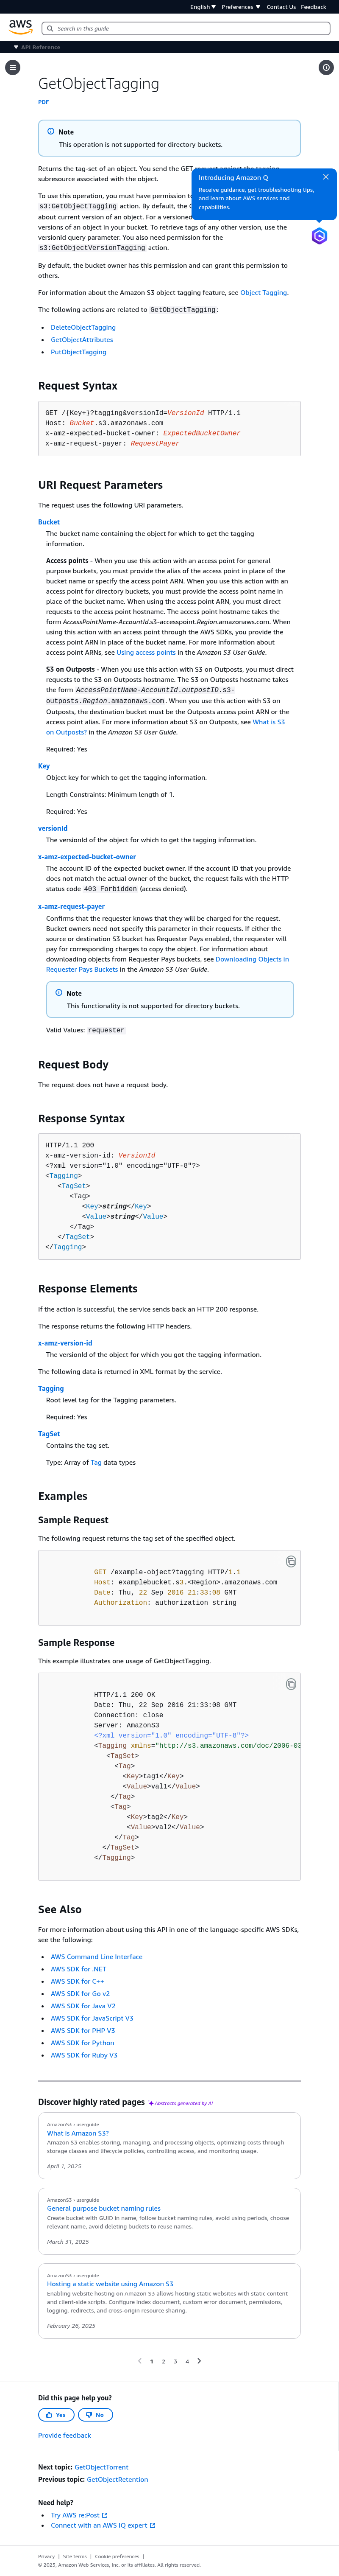 English Preferences Contact Us Feedback
aws
Search in this guide
API Reference
GetObjectTagging
PDF
Note
This action is not supported for directory buckets.
Returns the tag-set of an object. You send the GET request against the tagging
subresource associated with the object.
To use this operation, you must have permission to
s3:GetObjectTagging action. By default, the
about current version of an object. For a versioned
versions of an object in your bucket. To retrieve tags of any other version, use the
versionId query parameter. You also need permission for the
s3:GetObjectVersionTagging action.
Introducing Amazon Q
Receive guidance, get troubleshooting tips,
and learn about AWS services and
capabilities.
By default, the bucket owner has this permission and can grant this permission to
others.
For information about the Amazon S3 object tagging feature, see Object Tagging.
The following actions are related to GetObjectTagging:
DeleteObjectTagging
GetObjectAttributes
PutObjectTagging
Request Syntax
GET /{Key+}?tagging&versionId=VersionId HTTP/1.1
Host: Bucket.s3.amazonaws.com
x-amz-expected-bucket-owner: ExpectedBucketOwner
x-amz-request-payer: RequestPayer
URI Request Parameters
The request uses the following URI parameters.
Bucket
The bucket name containing the object for which to get the tagging
information.
Access points - When you use this action with an access point for general
purpose buckets, you must provide the alias of the access point in place of the
bucket name or specify the access point ARN. When you use this action with an
access point for directory buckets, you must provide the access point name in
place of the bucket name. When using the access point ARN, you must direct
requests to the access point hostname. The access point hostname takes the
form AccessPointName-AccountId.s3-accesspoint.Region.amazonaws.com. When
using this action with an access point through the AWS SDKs, you provide the
access point ARN in place of the bucket name. For more information about
access point ARNs, see Using access points in the Amazon S3 User Guide.
S3 on Outposts - When you use this action with S3 on Outposts, you must direct
requests to the S3 on Outposts hostname. The S3 on Outposts hostname takes
the form AccessPointName-AccountId.outpostID.s3-
outposts.Region.amazonaws.com. When you use this action with S3 on
Outposts, the destination bucket must be the Outposts access point ARN or the
access point alias. For more information about S3 on Outposts, see What is S3
on Outposts? in the Amazon S3 User Guide.
Required: Yes
Key
Object key for which to get the tagging information.
Length Constraints: Minimum length of 1.
Required: Yes
versionId
The versionId of the object for which to get the tagging information.
x-amz-expected-bucket-owner
The account ID of the expected bucket owner. If the account ID that you provide
does not match the actual owner of the bucket, the request fails with the HTTP
status code 403 Forbidden (access denied).
x-amz-request-payer
Confirms that the requester knows that they will be charged for the request.
Bucket owners need not specify this parameter in their requests. If either the
source or destination S3 bucket has Requester Pays enabled, the requester will
pay for corresponding charges to copy the object. For information about
downloading objects from Requester Pays buckets, see Downloading Objects in
Requester Pays Buckets in the Amazon S3 User Guide.
Note
This functionality is not supported for directory buckets.
Valid Values: requester
Request Body
The request does not have a request body.
Response Syntax
HTTP/1.1 200
x-amz-version-id: VersionId
<?xml version="1.0" encoding="UTF-8"?>
<Tagging>
<TagSet>
<Tag>
<Key>string</Key>
<Value>string</Value>
</Tag>
</TagSet>
</Tagging>
Response Elements
If the action is successful, the service sends back an HTTP 200 response.
The response returns the following HTTP headers.
x-amz-version-id
The versionId of the object for which you got the tagging information.
The following data is returned in XML format by the service.
Tagging
Root level tag for the Tagging parameters.
Required: Yes
TagSet
Contains the tag set.
Type: Array of Tag data types
Examples
Sample Request
The following request returns the tag set of the specified object.
GET /example-object?tagging HTTP/1.1
Host: examplebucket.s3.<Region>.amazonaws.com
Date: Thu, 22 Sep 2016 21:33:08 GMT
Authorization: authorization string
Sample Response
This example illustrates one usage of GetObjectTagging.
HTTP/1.1 200 OK
Date: Thu, 22 Sep 2016 21:33:08 GMT
Connection: close
Server: AmazonS3
<?xml version="1.0" encoding="UTF-8"?>
<Tagging xmlns="http://s3.amazonaws.com/doc/2006-03
<TagSet>
<Tag>
<Key>tag1</Key>
<Value>val1</Value>
</Tag>
<Tag>
<Key>tag2</Key>
<Value>val2</Value>
</Tag>
</TagSet>
</Tagging>
See Also
For more information about using this API in one of the language-specific AWS SDKs,
see the following:
AWS Command Line Interface
AWS SDK for .NET
AWS SDK for C++
AWS SDK for Go v2
AWS SDK for Java V2
AWS SDK for JavaScript V3
AWS SDK for PHP V3
AWS SDK for Python
AWS SDK for Ruby V3
Discover highly rated pages Abstracts generated by AI
AmazonS3 › userguide
What is Amazon S3?
Amazon S3 enables storing, managing, and processing objects, optimizing costs through
storage classes and lifecycle policies, controlling access, and monitoring usage.
April 1, 2025
AmazonS3 › userguide
General purpose bucket naming rules
Create bucket with GUID in name, follow bucket naming rules, avoid using periods, choose
relevant name, avoid deleting buckets to reuse names.
March 31, 2025
AmazonS3 › userguide
Hosting a static website using Amazon S3
Enabling website hosting on Amazon S3 allows hosting static websites with static content
and client-side scripts. Configure index document, custom error document, permissions,
logging, redirects, and cross-origin resource sharing.
February 26, 2025
1 2 3 4
Did this page help you?
Yes No
Provide feedback
Next topic: GetObjectTorrent
Previous topic: GetObjectRetention
Need help?
Try AWS re:Post
Connect with an AWS IQ expert
Privacy | Site terms | Cookie preferences |
© 2025, Amazon Web Services, Inc. or its affiliates. All rights reserved.